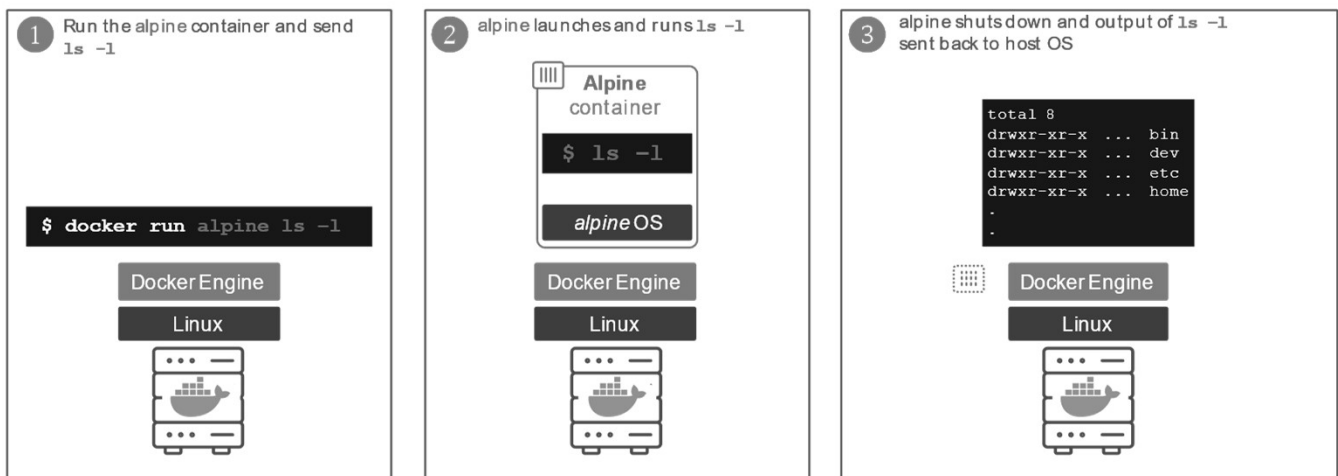 1
Run the alpine container and send
ls -l
$ docker run alpine ls -l
Docker Engine
Linux
2
alpine launches and runs ls -l
Alpine
container
$ ls -l
alpine OS
Docker Engine
Linux
3
alpine shuts down and output of ls -l
sent back to host OS
total 8
drwxr-xr-x ... bin
drwxr-xr-x ... dev
drwxr-xr-x ... etc
drwxr-xr-x ... home
.
.
Docker Engine
Linux